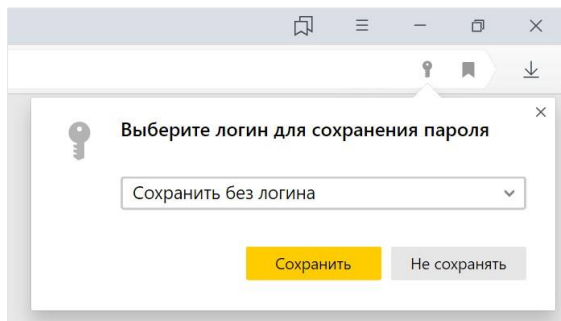 Выберите логин для сохранения пароля
Сохранить без логина
Сохранить
Не сохранять